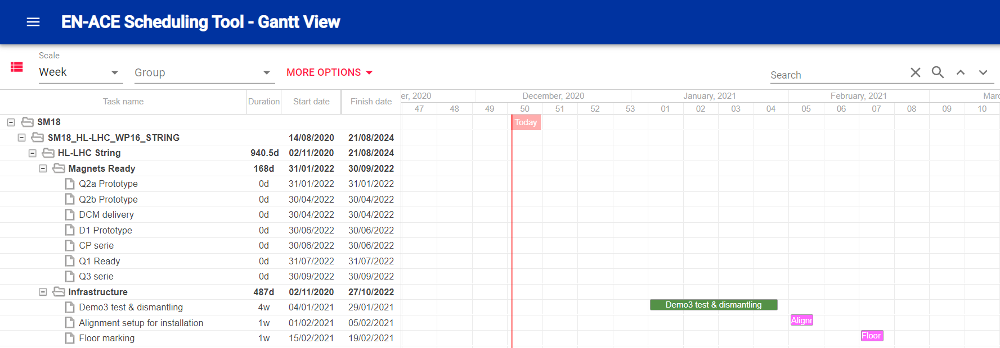 EN-ACE Scheduling Tool - Gantt View
Scale
Week
Group
MORE OPTIONS
Search
Task name Duration Start date Finish date
er, 2020 December, 2020 January, 2021 February, 2021 Marc
47 48 49 50 51 52 53 01 02 03 04 05 06 07 08 09 10
SM18 Today
SM18_HL-LHC_WP16_STRING 14/08/2020 21/08/2024
HL-LHC String 940.5d 02/11/2020 21/08/2024
Magnets Ready 168d 31/01/2022 30/09/2022
Q2a Prototype 0d 31/01/2022 31/01/2022
Q2b Prototype 0d 30/04/2022 30/04/2022
DCM delivery 0d 30/04/2022 30/04/2022
D1 Prototype 0d 30/06/2022 30/06/2022
CP serie 0d 30/06/2022 30/06/2022
Q1 Ready 0d 31/07/2022 31/07/2022
Q3 serie 0d 30/09/2022 30/09/2022
Infrastructure 487d 02/11/2020 27/10/2022
Demo3 test & dismantling 4w 04/01/2021 29/01/2021 Demo3 test & dismantling
Alignment setup for installation 1w 01/02/2021 05/02/2021 Alignr
Floor marking 1w 15/02/2021 19/02/2021 Floor